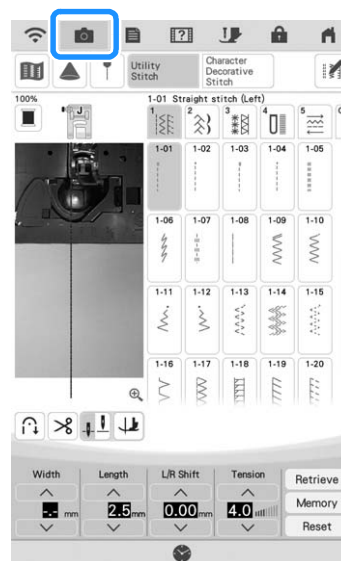 Utility
Stitch
Character
Decorative
Stitch
100%
J
1-01 Straight stitch (Left)
1 2 3 4 5
1-01 1-02 1-03 1-04 1-05
1-06 1-07 1-08 1-09 1-10
1-11 1-12 1-13 1-14 1-15
1-16 1-17 1-18 1-19 1-20
Width Length L/R Shift Tension
Retrieve
-.- mm 2.5 mm 0.00 mm 4.0
Memory
Reset